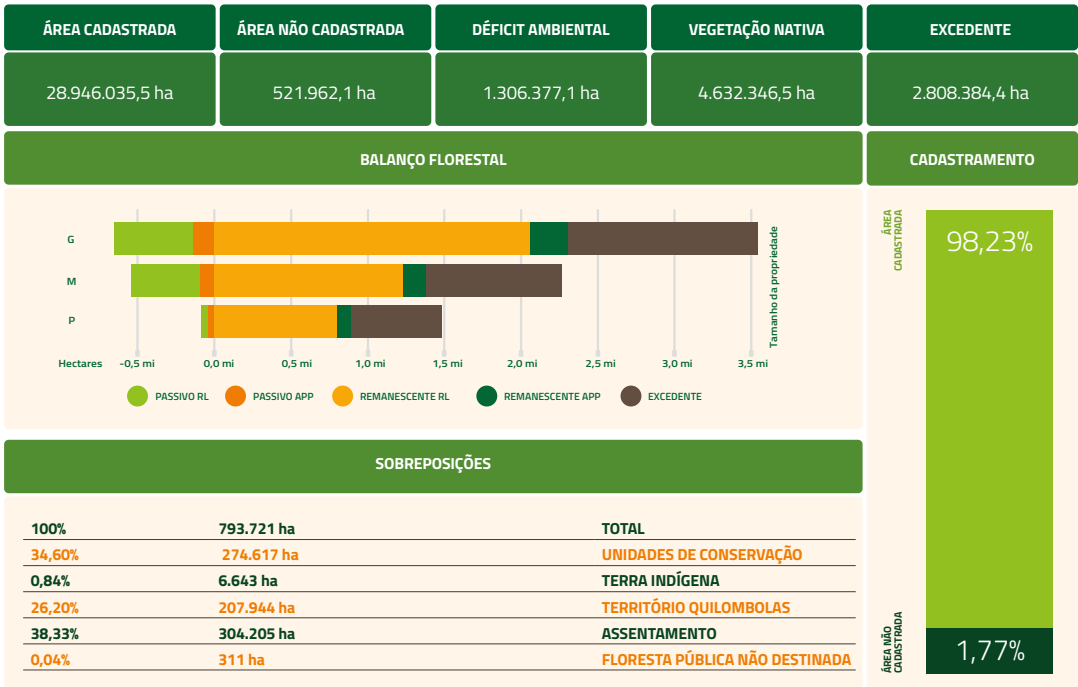 ÁREA CADASTRADA
ÁREA NÃO CADASTRADA
DÉFICIT AMBIENTAL
VEGETAÇÃO NATIVA
EXCEDENTE
28.946.035,5 ha
521.962,1 ha
1.306.377,1 ha
4.632.346,5 ha
2.808.384,4 ha
BALANÇO FLORESTAL
G
M
P
Hectares -0,5 mi 0,0 mi 0,5 mi 1,0 mi 1,5 mi 2,0 mi 2,5 mi 3,0 mi 3,5 mi
Tamanho da propriedade
PASSIVO RL PASSIVO APP REMANESCENTE RL REMANESCENTE APP EXCEDENTE
CADASTRAMENTO
ÁREA
CADASTRADA
98,23%
ÁREA NÃO
CADASTRADA
1,77%
SOBREPOSIÇÕES
100% 793.721 ha TOTAL
34,60% 274.617 ha UNIDADES DE CONSERVAÇÃO
0,84% 6.643 ha TERRA INDÍGENA
26,20% 207.944 ha TERRITÓRIO QUILOMBOLAS
38,33% 304.205 ha ASSENTAMENTO
0,04% 311 ha FLORESTA PÚBLICA NÃO DESTINADA